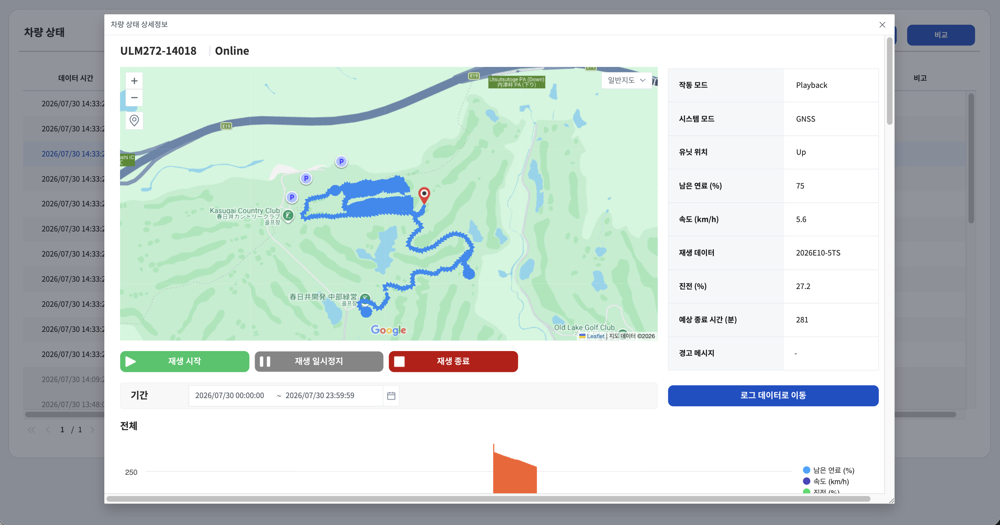 차량 상태 상세정보
차량 상태
비교
ULM272-14018 | Online
데이터 시간
비고
2026/07/30 14:33:2
2026/07/30 14:33:2
2026/07/30 14:33:2
2026/07/30 14:33:2
2026/07/30 14:33:2
2026/07/30 14:33:2
2026/07/30 14:33:2
2026/07/30 14:33:2
2026/07/30 14:33:2
2026/07/30 14:33:2
2026/07/30 14:33:2
2026/07/30 14:09:2
2026/07/30 13:48:0
1 / 1
+
−
일반지도
E19
E19
E19
Utsutsutoge PA (Down)
内津峠 PA (下り)
shi IC
C
P
P
P
Kasugai Country Club
春日井カントリークラブ
골프장
春日井開発 中部緑営
골프장
Google
Old Lake Golf Club
Leaflet | 지도 데이터 ©2026
작동 모드 Playback
시스템 모드 GNSS
유닛 위치 Up
남은 연료 (%) 75
속도 (km/h) 5.6
재생 데이터 2026E10-5TS
진전 (%) 27.2
예상 종료 시간 (분) 281
경고 메시지 -
재생 시작
재생 일시정지
재생 종료
기간 2026/07/30 00:00:00 ~ 2026/07/30 23:59:59
로그 데이터로 이동
전체
250
남은 연료 (%)
속도 (km/h)
진전 (%)